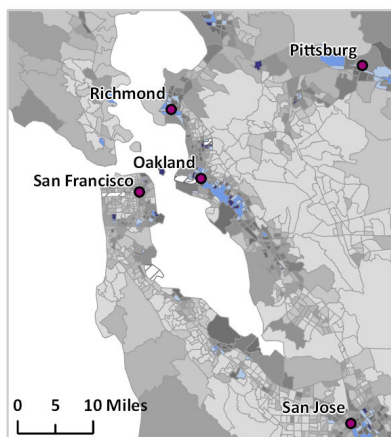 Pittsburg
Richmond
Oakland
San Francisco
San Jose
0 5 10 Miles